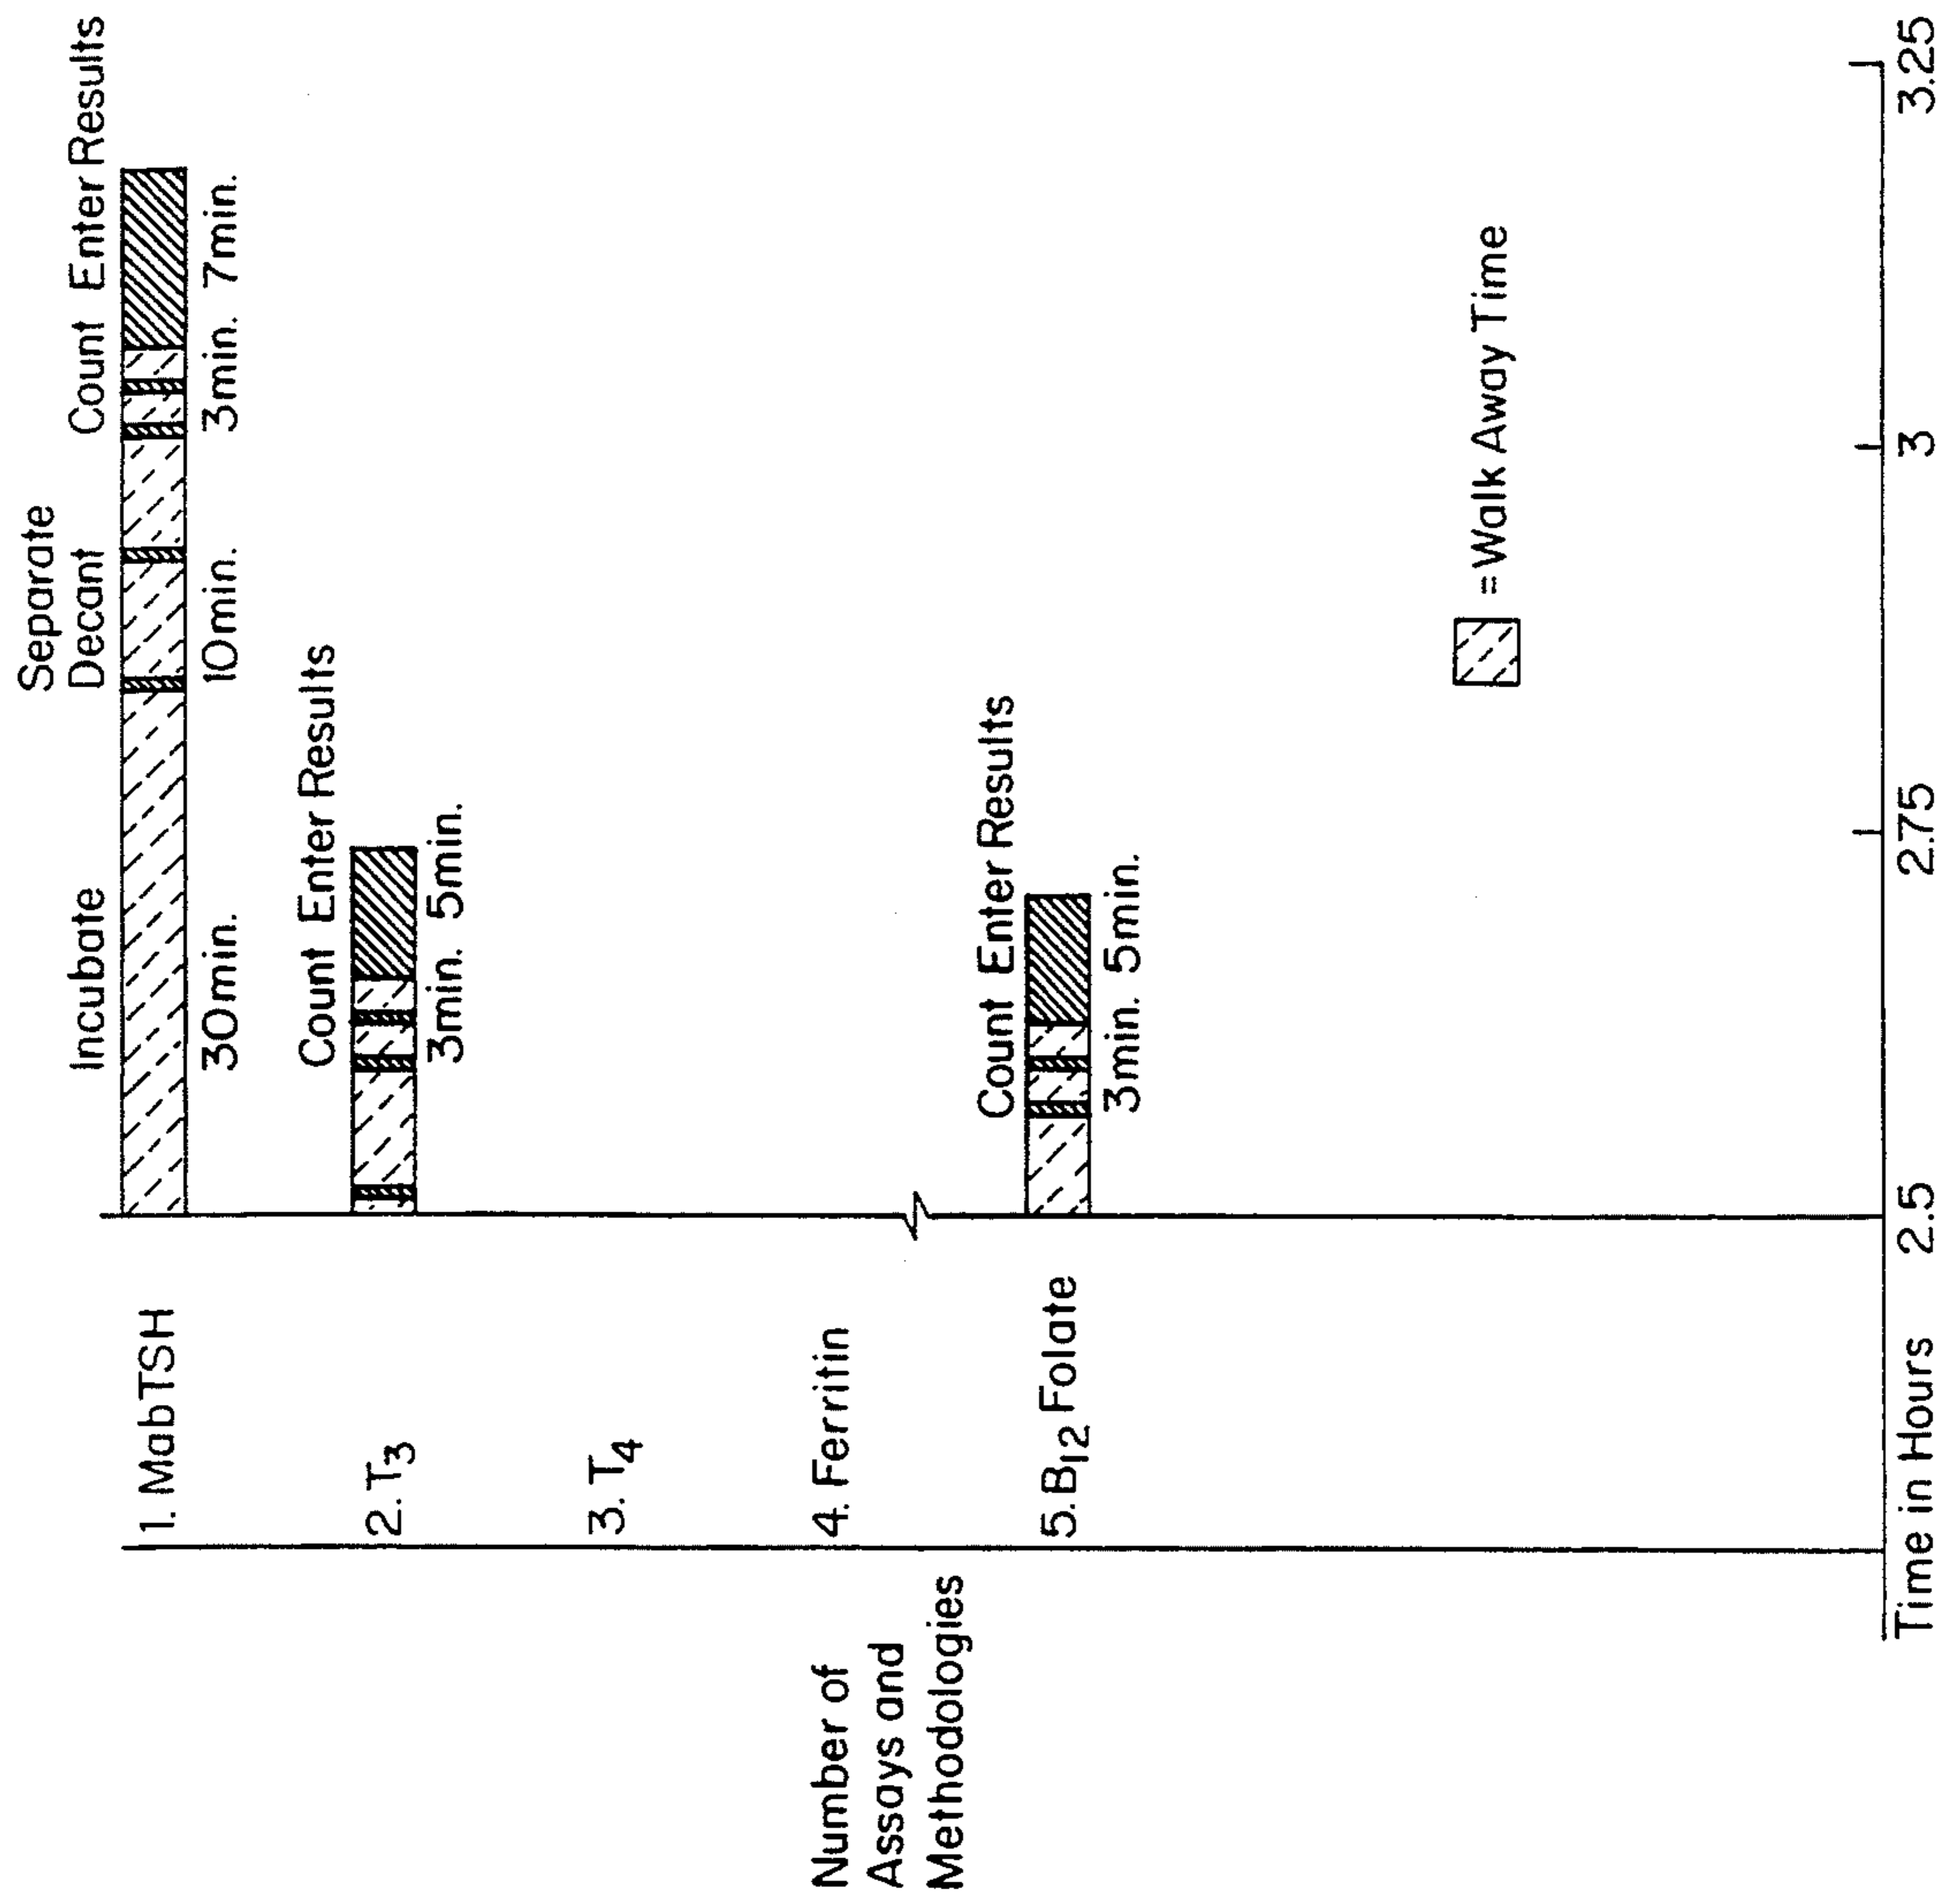 Separate
Incubate Decant Count Enter Results
30min. 10min. 3min. 7min.
1. MabTSH
Count Enter Results
2. T3
3min. 5min.
3. T4
Number of
Assays and
Methodologies
4. Ferritin
Count Enter Results
5. B12 Folate
3min. 5min.
= Walk Away Time
Time in Hours 2.5 2.75 3 3.25